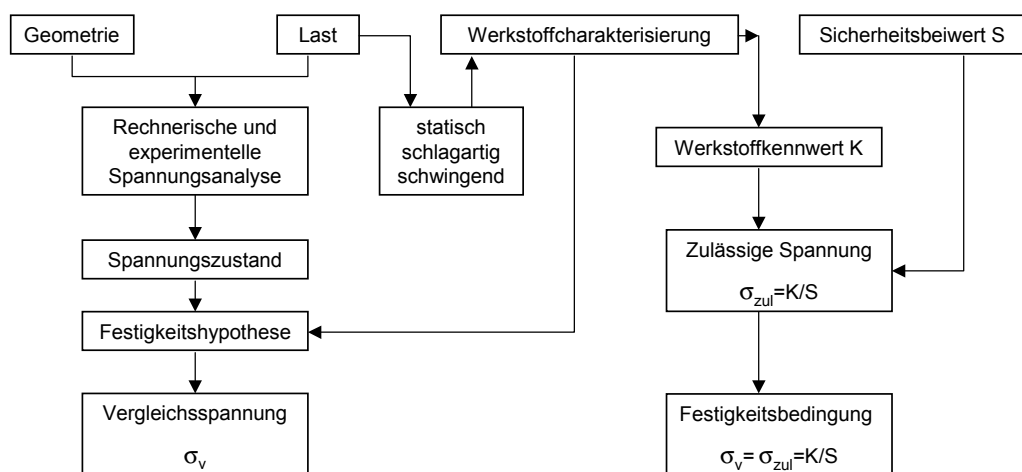 Geometrie
Last
Werkstoffcharakterisierung
Sicherheitsbeiwert S
Rechnerische und
experimentelle
Spannungsanalyse
statisch
schlagartig
schwingend
Werkstoffkennwert K
Spannungszustand
Zulässige Spannung
σzul=K/S
Festigkeitshypothese
Vergleichsspannung
σv
Festigkeitsbedingung
σv= σzul=K/S